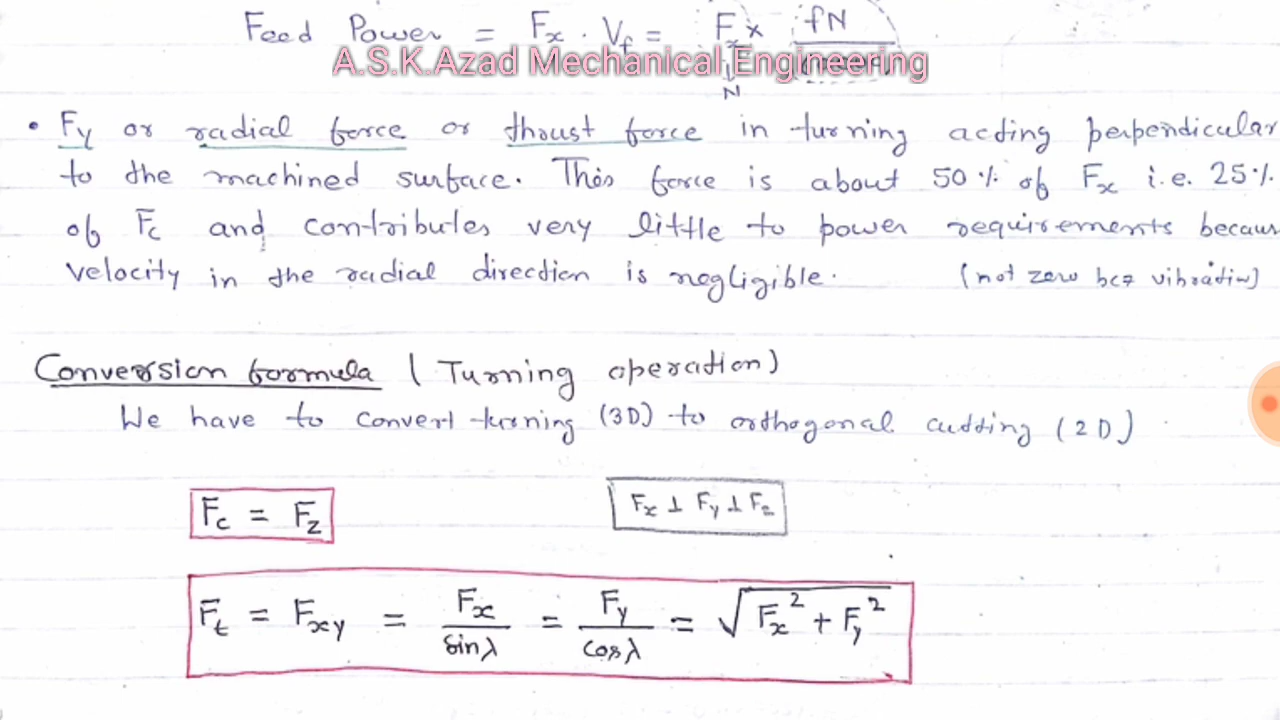 Feed Power = Fx . Vf = Fx × fN
A.S.K.Azad Mechanical Engineering
N
• Fy or radial force or thrust force in turning acting perpendicular
to the machined surface. This force is about 50% of Fx i.e. 25%
of Fc and contributes very little to power requirements becaus
velocity in the radial direction is negligible. (not zero bcz vibration)
Conversion formula (Turning operation)
We have to convert turning (3D) to orthogonal cutting (2D)
Fc = Fz
Fx ⊥ Fy ⊥ Fz
Ft = Fxy = Fx/sinλ = Fy/cosλ = √(Fx² + Fy²)